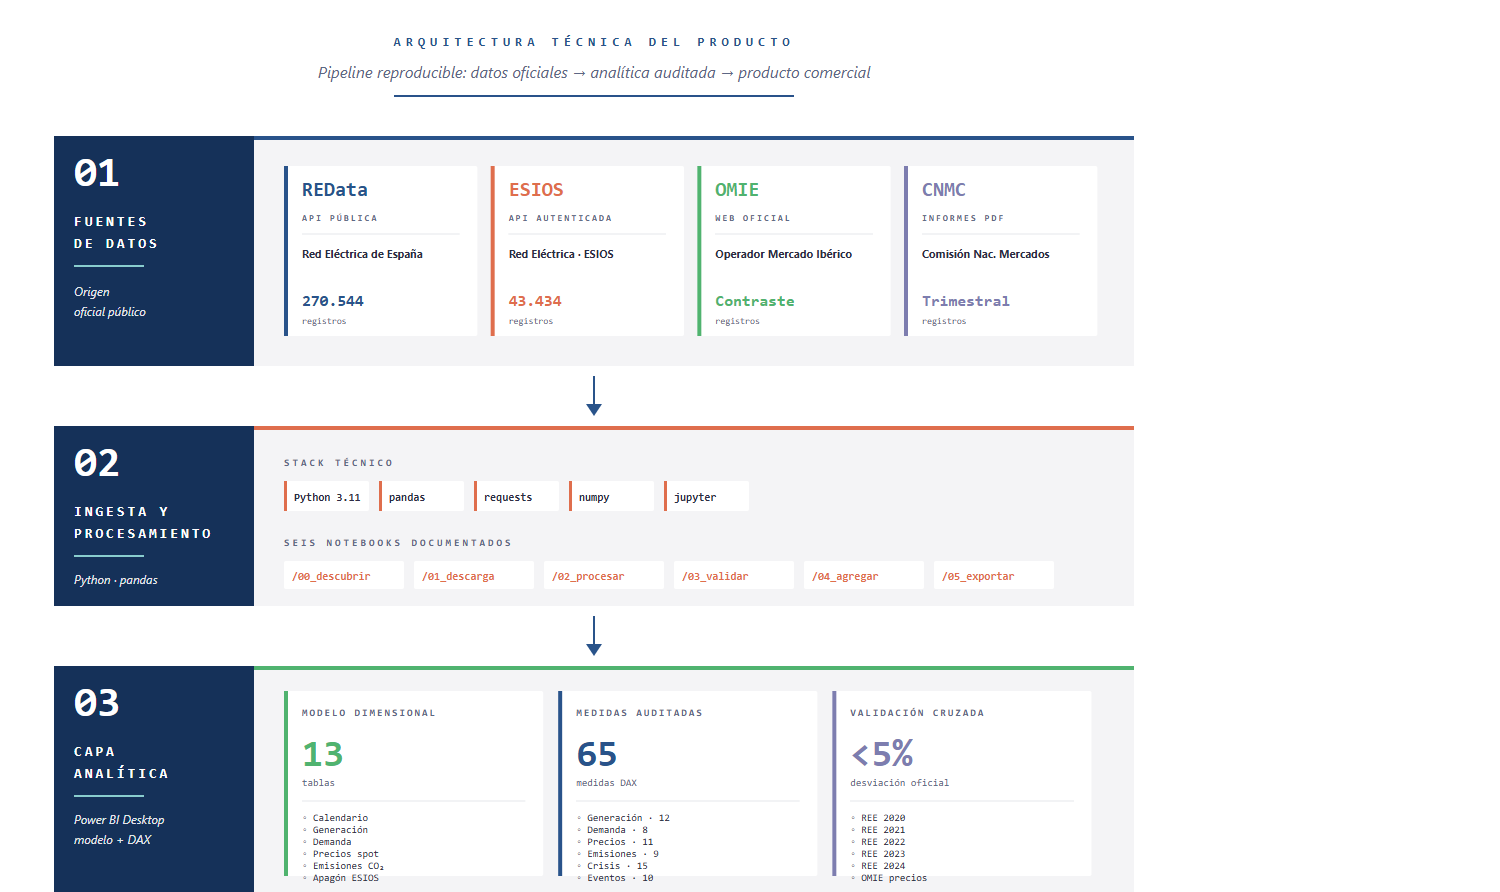 ARQUITECTURA TÉCNICA DEL PRODUCTO
Pipeline reproducible: datos oficiales → analítica auditada → producto comercial
01
FUENTES
DE DATOS
Origen
oficial público
REData
API PÚBLICA
Red Eléctrica de España
270.544
registros
ESIOS
API AUTENTICADA
Red Eléctrica · ESIOS
43.434
registros
OMIE
WEB OFICIAL
Operador Mercado Ibérico
Contraste
registros
CNMC
INFORMES PDF
Comisión Nac. Mercados
Trimestral
registros
02
INGESTA Y
PROCESAMIENTO
Python · pandas
STACK TÉCNICO
Python 3.11
pandas
requests
numpy
jupyter
SEIS NOTEBOOKS DOCUMENTADOS
/00_descubrir
/01_descarga
/02_procesar
/03_validar
/04_agregar
/05_exportar
03
CAPA
ANALÍTICA
Power BI Desktop
modelo + DAX
MODELO DIMENSIONAL
13
tablas
◦ Calendario
◦ Generación
◦ Demanda
◦ Precios spot
◦ Emisiones CO₂
◦ Apagón ESIOS
MEDIDAS AUDITADAS
65
medidas DAX
◦ Generación · 12
◦ Demanda · 8
◦ Precios · 11
◦ Emisiones · 9
◦ Crisis · 15
◦ Eventos · 10
VALIDACIÓN CRUZADA
<5%
desviación oficial
◦ REE 2020
◦ REE 2021
◦ REE 2022
◦ REE 2023
◦ REE 2024
◦ OMIE precios